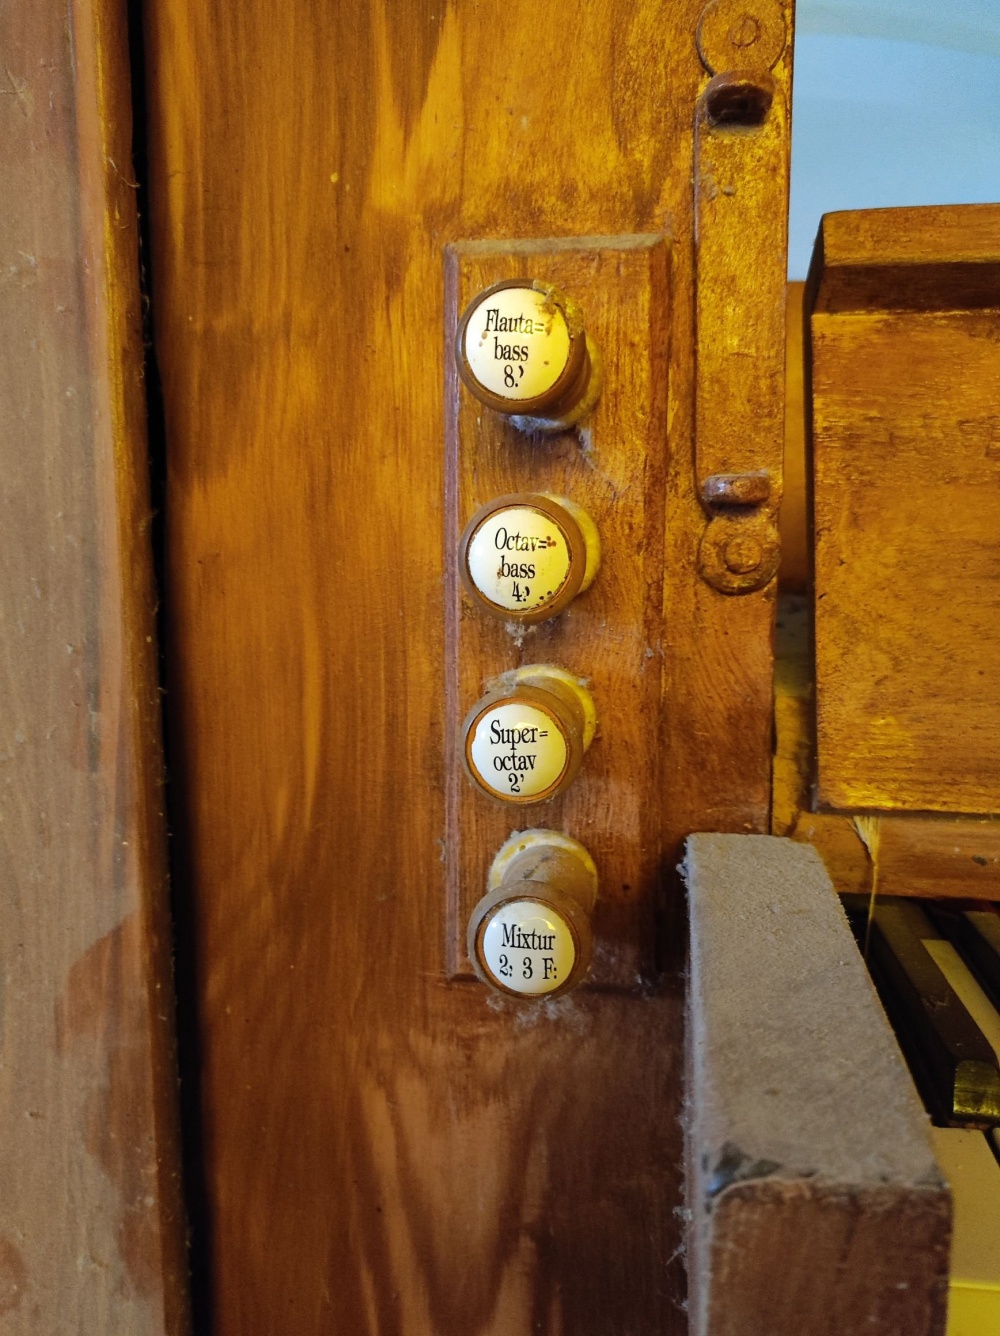 Flauta=
bass
8.'
Octav=
bass
4.'
Super=
octav
2'
Mixtur
2: 3 F: